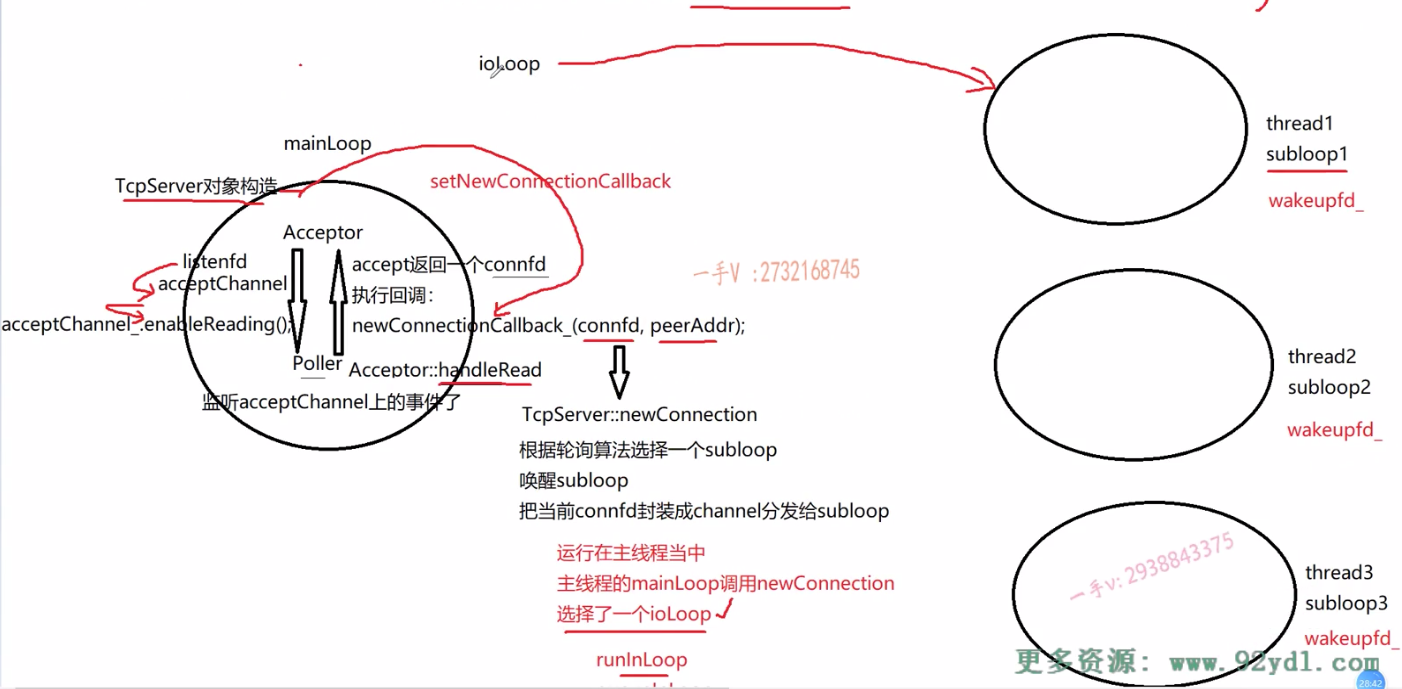 ioLoop
mainLoop
TcpServer对象构造
setNewConnectionCallback
Acceptor
listenfd
acceptChannel
accept返回一个connfd
执行回调：
acceptChannel_.enableReading();
newConnectionCallback_(connfd, peerAddr);
Poller
Acceptor::handleRead
监听acceptChannel上的事件了
TcpServer::newConnection
根据轮询算法选择一个subloop
唤醒subloop
把当前connfd封装成channel分发给subloop
运行在主线程当中
主线程的mainLoop调用newConnection
选择了一个ioLoop
runInLoop
thread1
subloop1
wakeupfd_
thread2
subloop2
wakeupfd_
thread3
subloop3
wakeupfd_
一手V :2732168745
一手v: 2938843375
更多资源: www.92yd1.com
28:42